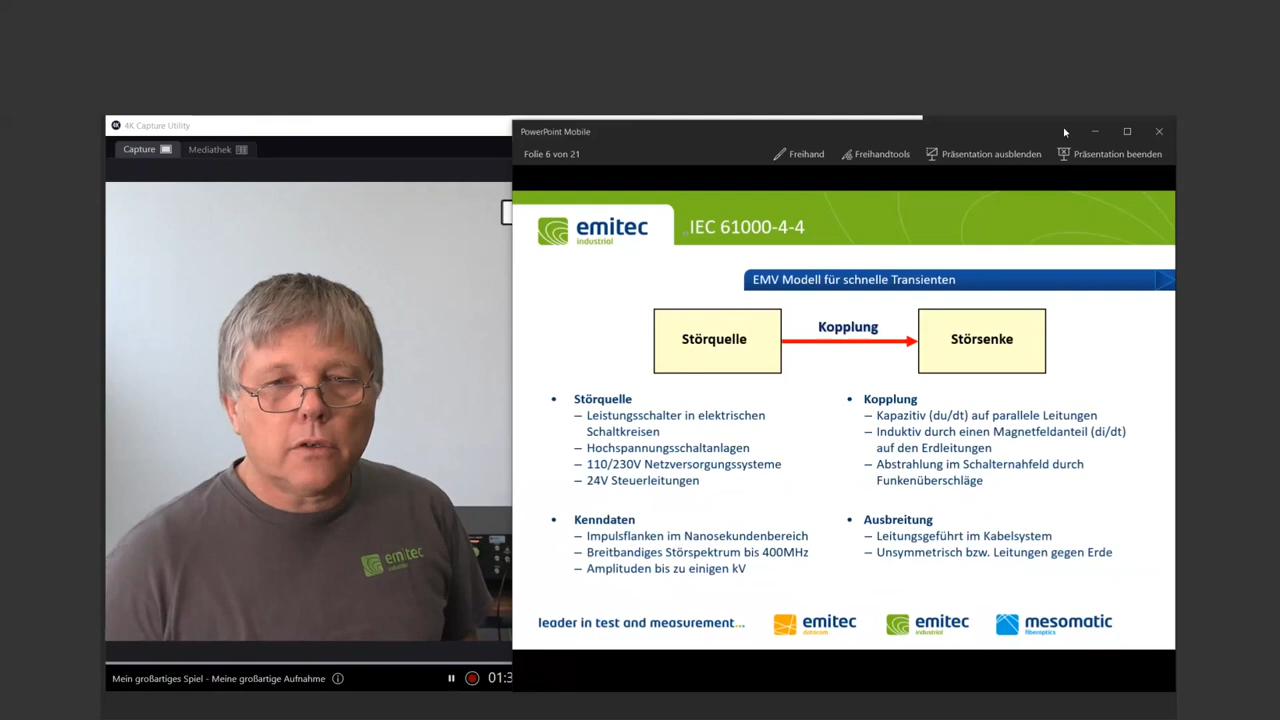 4K Capture Utility
Capture
Mediathek
PowerPoint Mobile
Folie 6 von 21
Freihand
Freihandtools
Präsentation ausblenden
Präsentation beenden
emitec
industrial
IEC 61000-4-4
EMV Modell für schnelle Transienten
Störquelle
Kopplung
Störsenke
• Störquelle
– Leistungsschalter in elektrischen
Schaltkreisen
– Hochspannungsschaltanlagen
– 110/230V Netzversorgungssysteme
– 24V Steuerleitungen
• Kenndaten
– Impulsflanken im Nanosekundenbereich
– Breitbandiges Störspektrum bis 400MHz
– Amplituden bis zu einigen kV
• Kopplung
– Kapazitiv (du/dt) auf parallele Leitungen
– Induktiv durch einen Magnetfeldanteil (di/dt)
auf den Erdleitungen
– Abstrahlung im Schalternahfeld durch
Funkenüberschläge
• Ausbreitung
– Leitungsgeführt im Kabelsystem
– Unsymmetrisch bzw. Leitungen gegen Erde
leader in test and measurement...
emitec
datacom
emitec
industrial
mesomatic
fiberoptics
emitec
industrial
Mein großartiges Spiel - Meine großartige Aufnahme
01:3